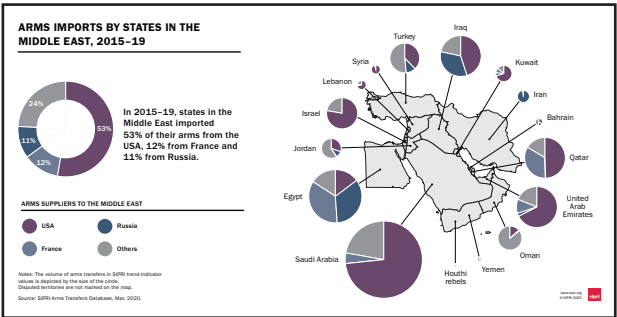 ARMS IMPORTS BY STATES IN THE
MIDDLE EAST, 2015–19
24%
53%
11%
12%
In 2015–19, states in the
Middle East imported
53% of their arms from the
USA, 12% from France and
11% from Russia.
ARMS SUPPLIERS TO THE MIDDLE EAST
USA
Russia
France
Others
Notes: The volume of arms transfers in SIPRI trend-indicator
values is depicted by the size of the circle.
Disputed territories are not marked on the map.
Source: SIPRI Arms Transfers Database, Mar. 2020.
Iraq
Turkey
Syria
Kuwait
Lebanon
Iran
Israel
Bahrain
Jordan
Qatar
Egypt
United
Arab
Emirates
Saudi Arabia
Oman
Yemen
Houthi
rebels
www.sipri.org
© SIPRI 2020
sipri